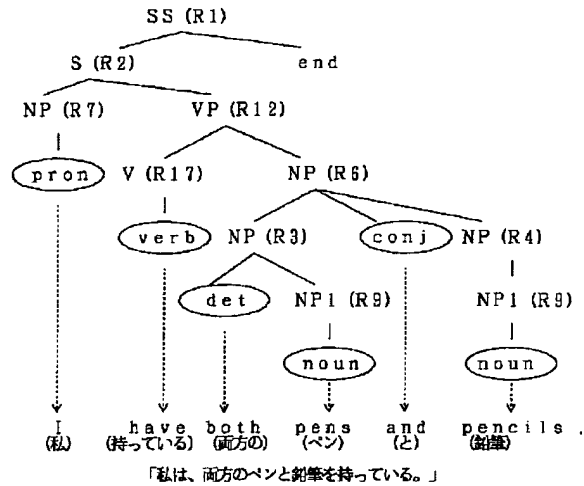 SS (R1)
S (R2) end
NP (R7) VP (R12)
pron V (R17) NP (R6)
verb NP (R3) conj NP (R4)
det NP1 (R9) NP1 (R9)
noun noun
I have both pens and pencils .
(私) (持っている) (両方の) (ペン) (と) (鉛筆)
「私は、両方のペンと鉛筆を持っている。」